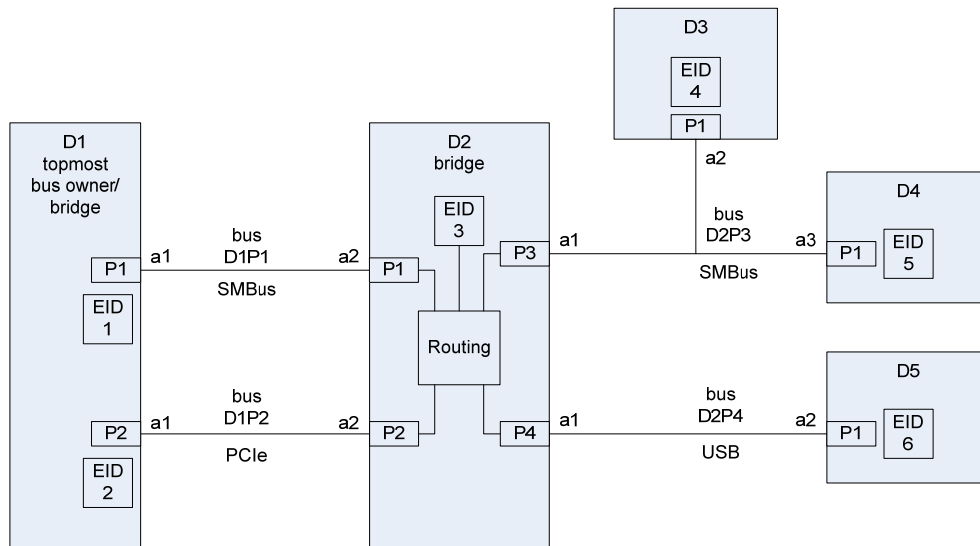 D3
EID
4
P1
a2
D1
topmost
bus owner/
bridge
P1
a1
EID
1
P2
a1
EID
2
bus
D1P1
SMBus
bus
D1P2
PCIe
D2
bridge
EID
3
a2
P1
Routing
a2
P2
P3
a1
P4
a1
bus
D2P3
SMBus
bus
D2P4
USB
D4
a3
P1
EID
5
D5
a2
P1
EID
6